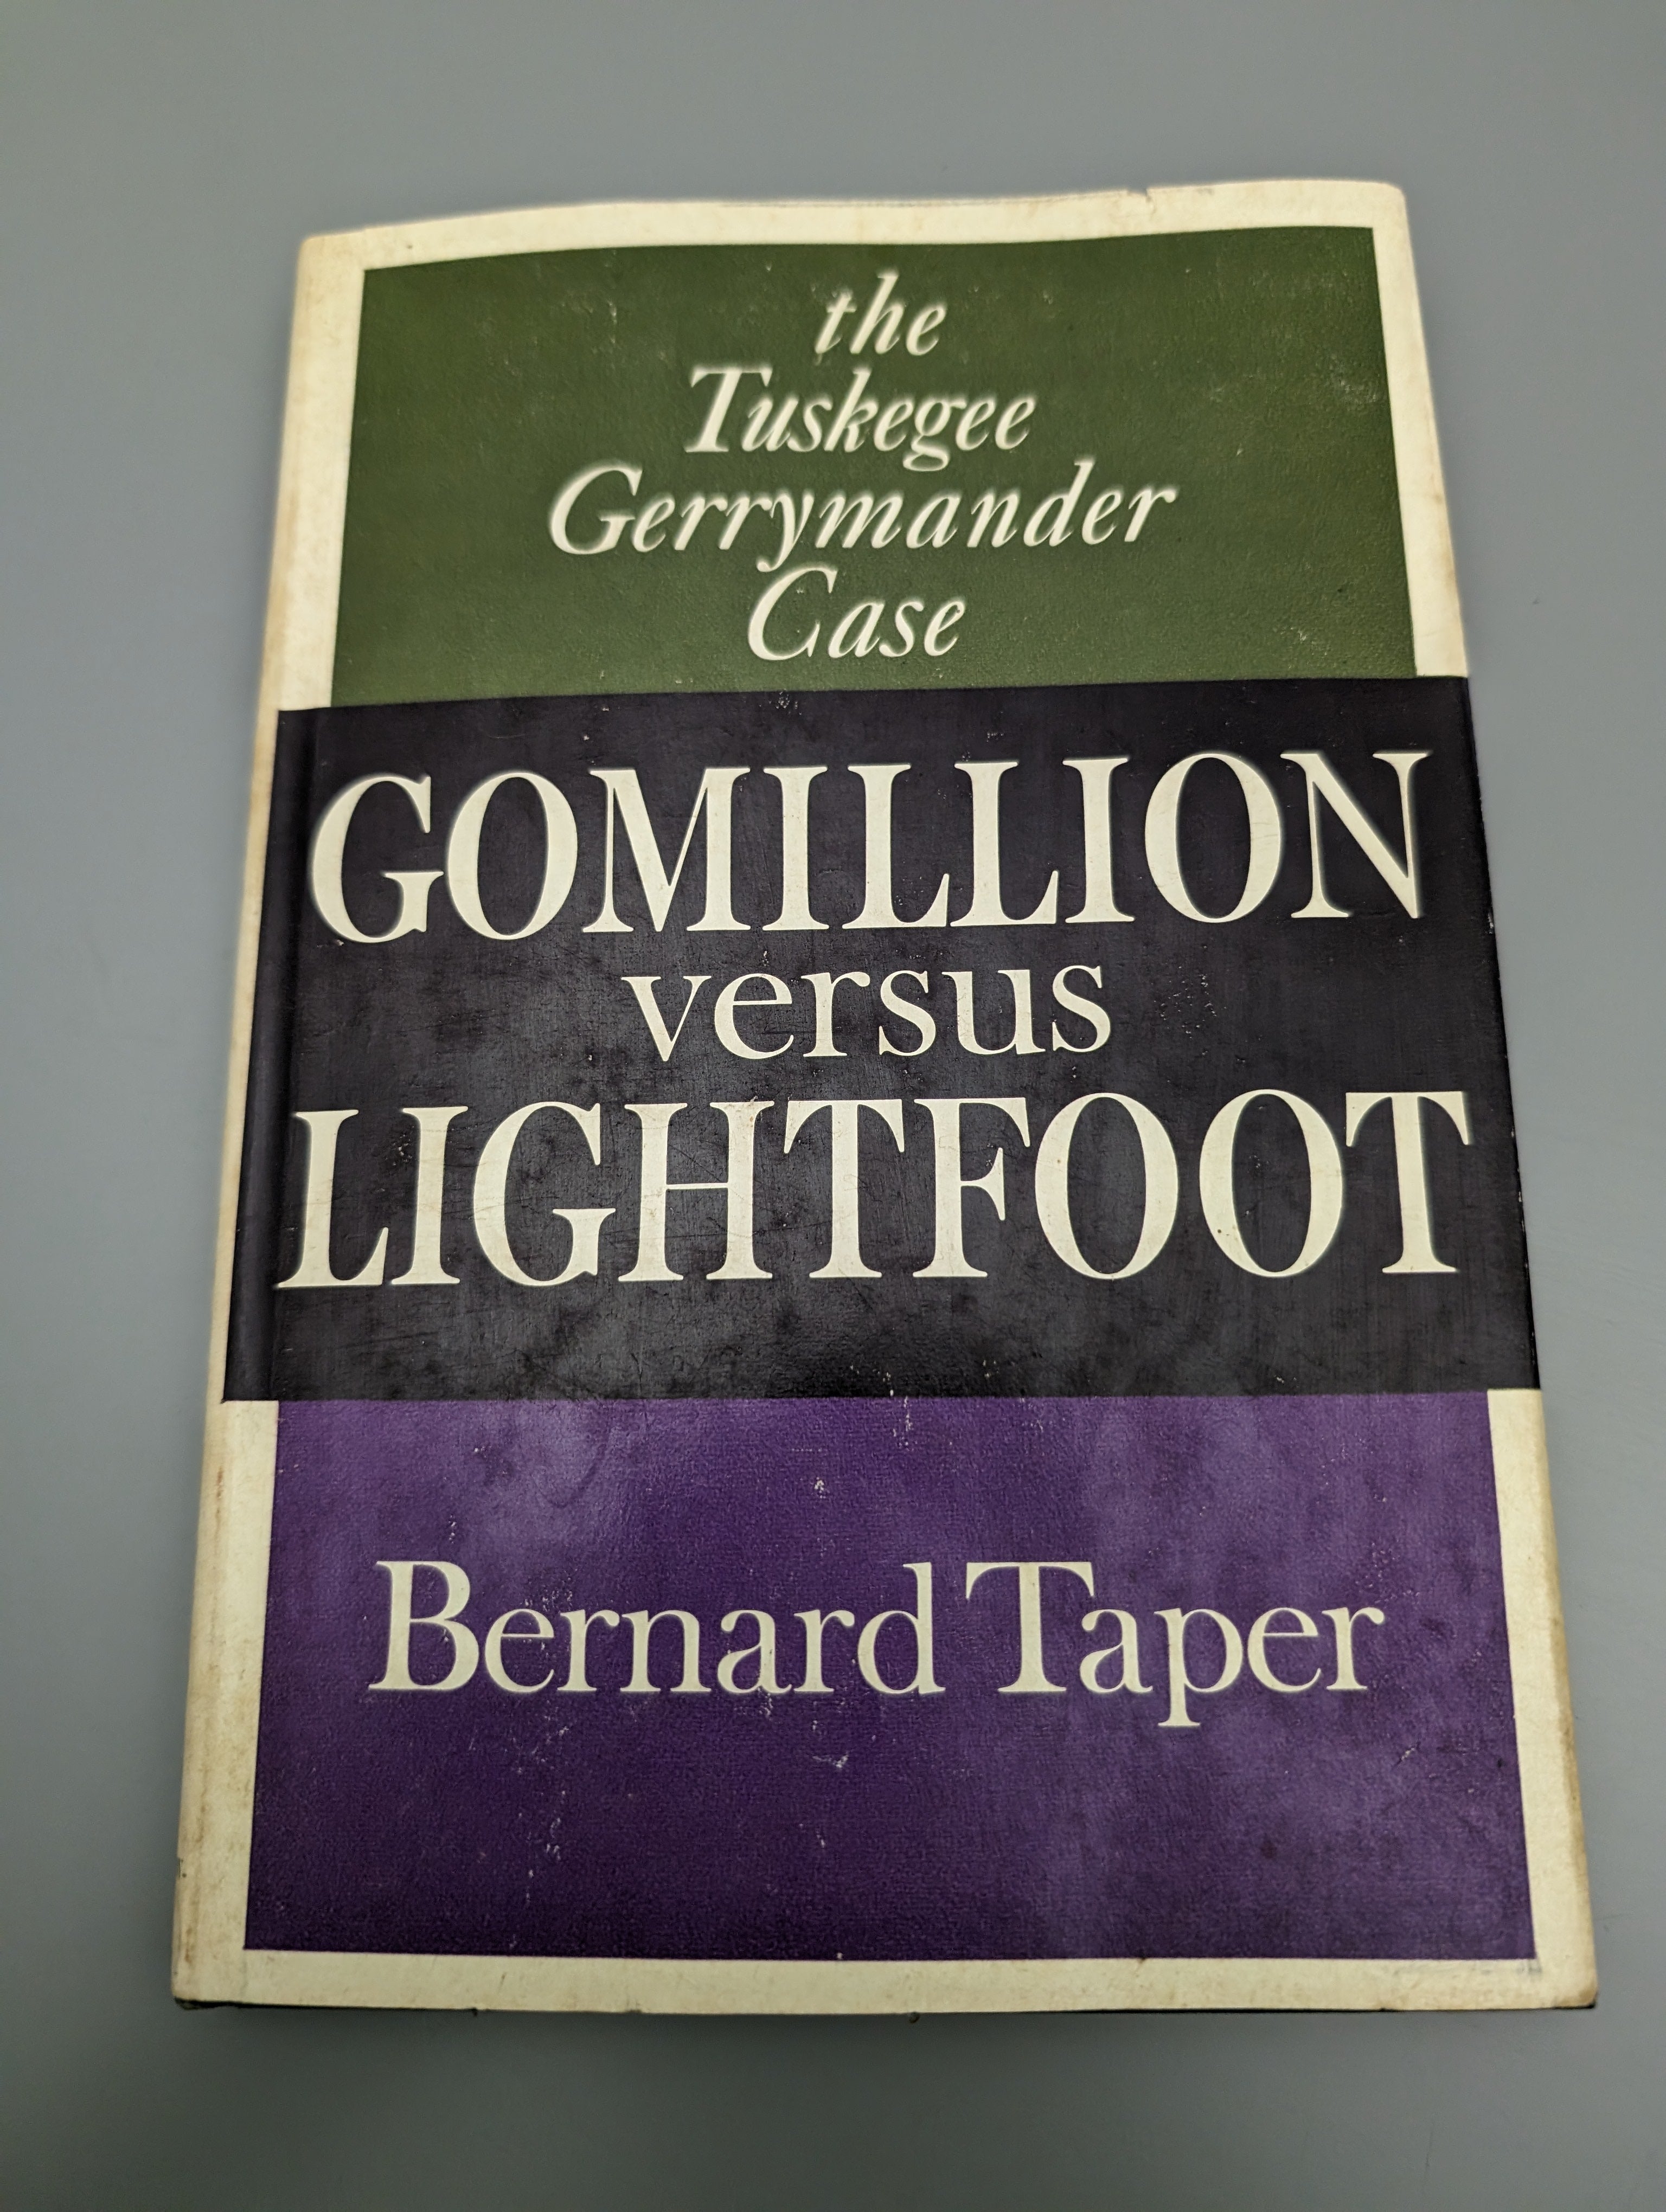 the
Tuskegee
Gerrymander
Case
GOMILLION
versus
LIGHTFOOT
Bernard Taper